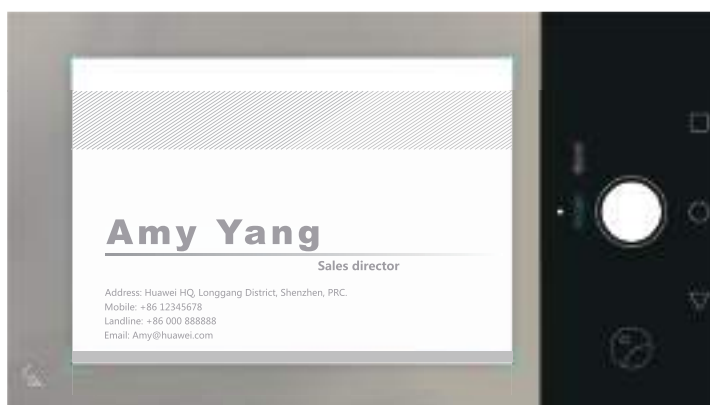 Amy Yang
Sales director
Address: Huawei HQ, Longgang District, Shenzhen, PRC.
Mobile: +86 12345678
Landline: +86 000 888888
Email: Amy@huawei.com